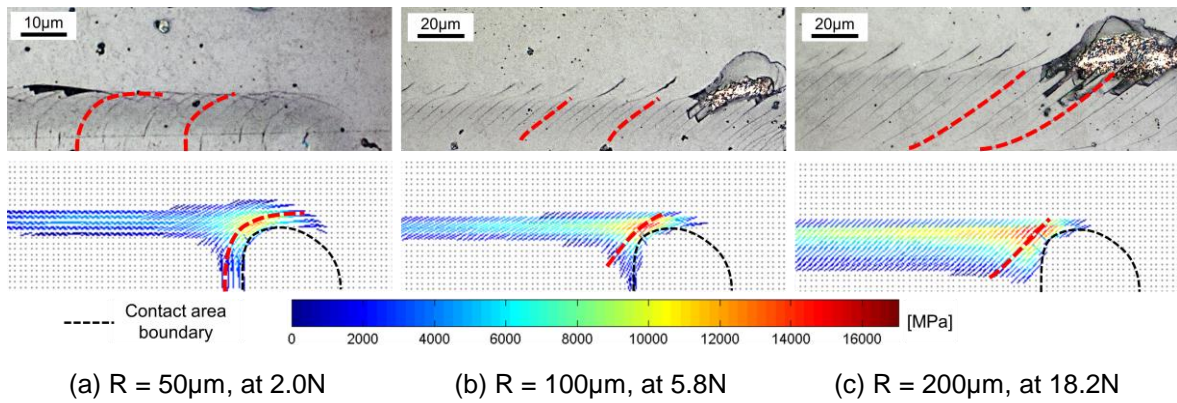 10µm
20µm
20µm
Contact area
boundary
0 2000 4000 6000 8000 10000 12000 14000 16000
[MPa]
(a) R = 50µm, at 2.0N
(b) R = 100µm, at 5.8N
(c) R = 200µm, at 18.2N